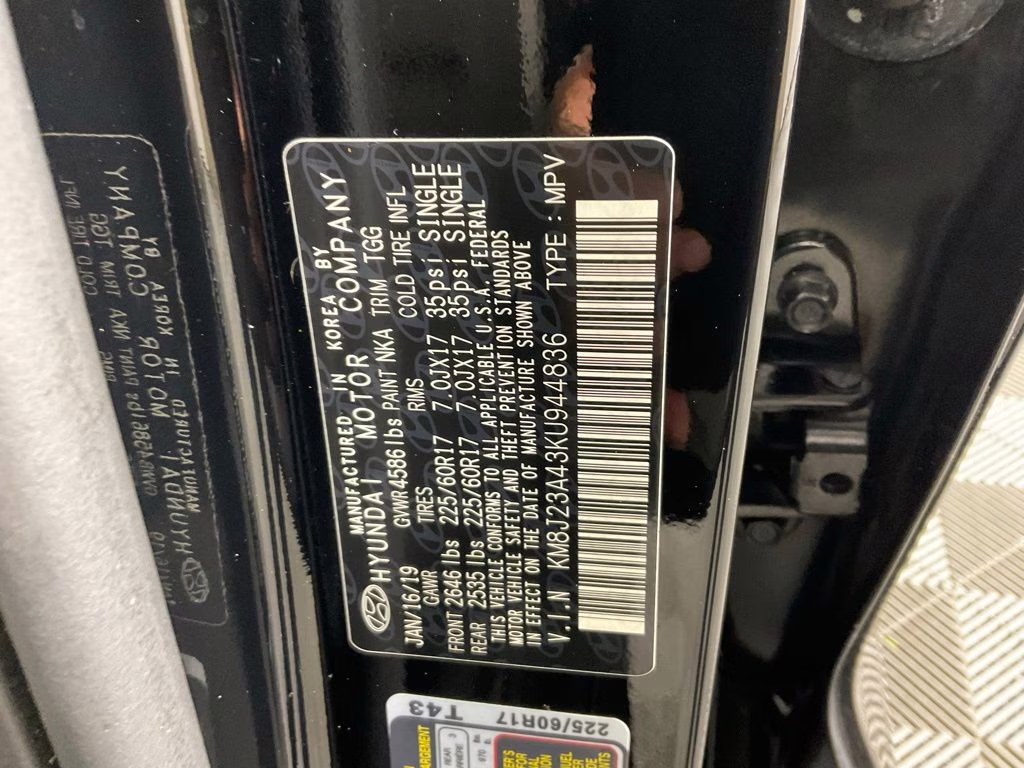 MANUFACTURED IN KOREA BY
HYUNDAI MOTOR COMPANY
JAN/16/19 GVWR 4586 lbs PAINT NKA TRIM TGG
GAWR TIRES RIMS COLD TIRE INFL
FRONT 2646 lbs 225/60R17 7.0JX17 35psi SINGLE
REAR 2535 lbs 225/60R17 7.0JX17 35psi SINGLE
THIS VEHICLE CONFORMS TO ALL APPLICABLE U.S.A. FEDERAL
MOTOR VEHICLE SAFETY AND THEFT PREVENTION STANDARDS
IN EFFECT ON THE DATE OF MANUFACTURE SHOWN ABOVE
V.I.N KM8J23A43KU944836 TYPE : MPV
T43
225/60R17
REAR 3